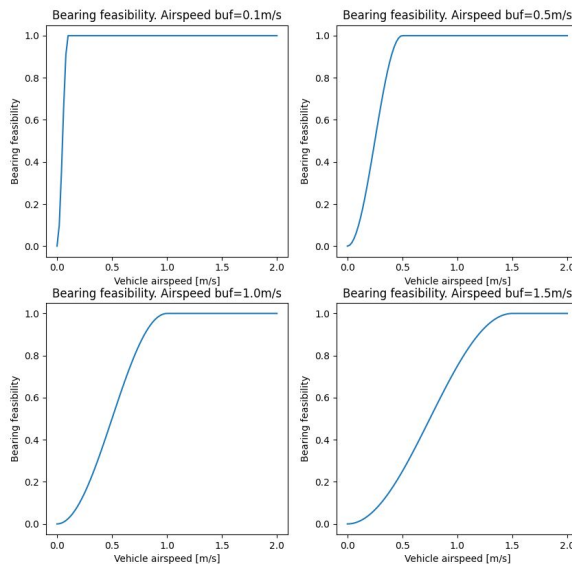 Bearing feasibility. Airspeed buf=0.1m/s
1.0
0.8
0.6
0.4
0.2
0.0
Bearing feasibility
0.0 0.5 1.0 1.5 2.0
Vehicle airspeed [m/s]
Bearing feasibility. Airspeed buf=0.5m/s
1.0
0.8
0.6
0.4
0.2
0.0
Bearing feasibility
0.0 0.5 1.0 1.5 2.0
Vehicle airspeed [m/s]
Bearing feasibility. Airspeed buf=1.0m/s
1.0
0.8
0.6
0.4
0.2
0.0
Bearing feasibility
0.0 0.5 1.0 1.5 2.0
Vehicle airspeed [m/s]
Bearing feasibility. Airspeed buf=1.5m/s
1.0
0.8
0.6
0.4
0.2
0.0
Bearing feasibility
0.0 0.5 1.0 1.5 2.0
Vehicle airspeed [m/s]